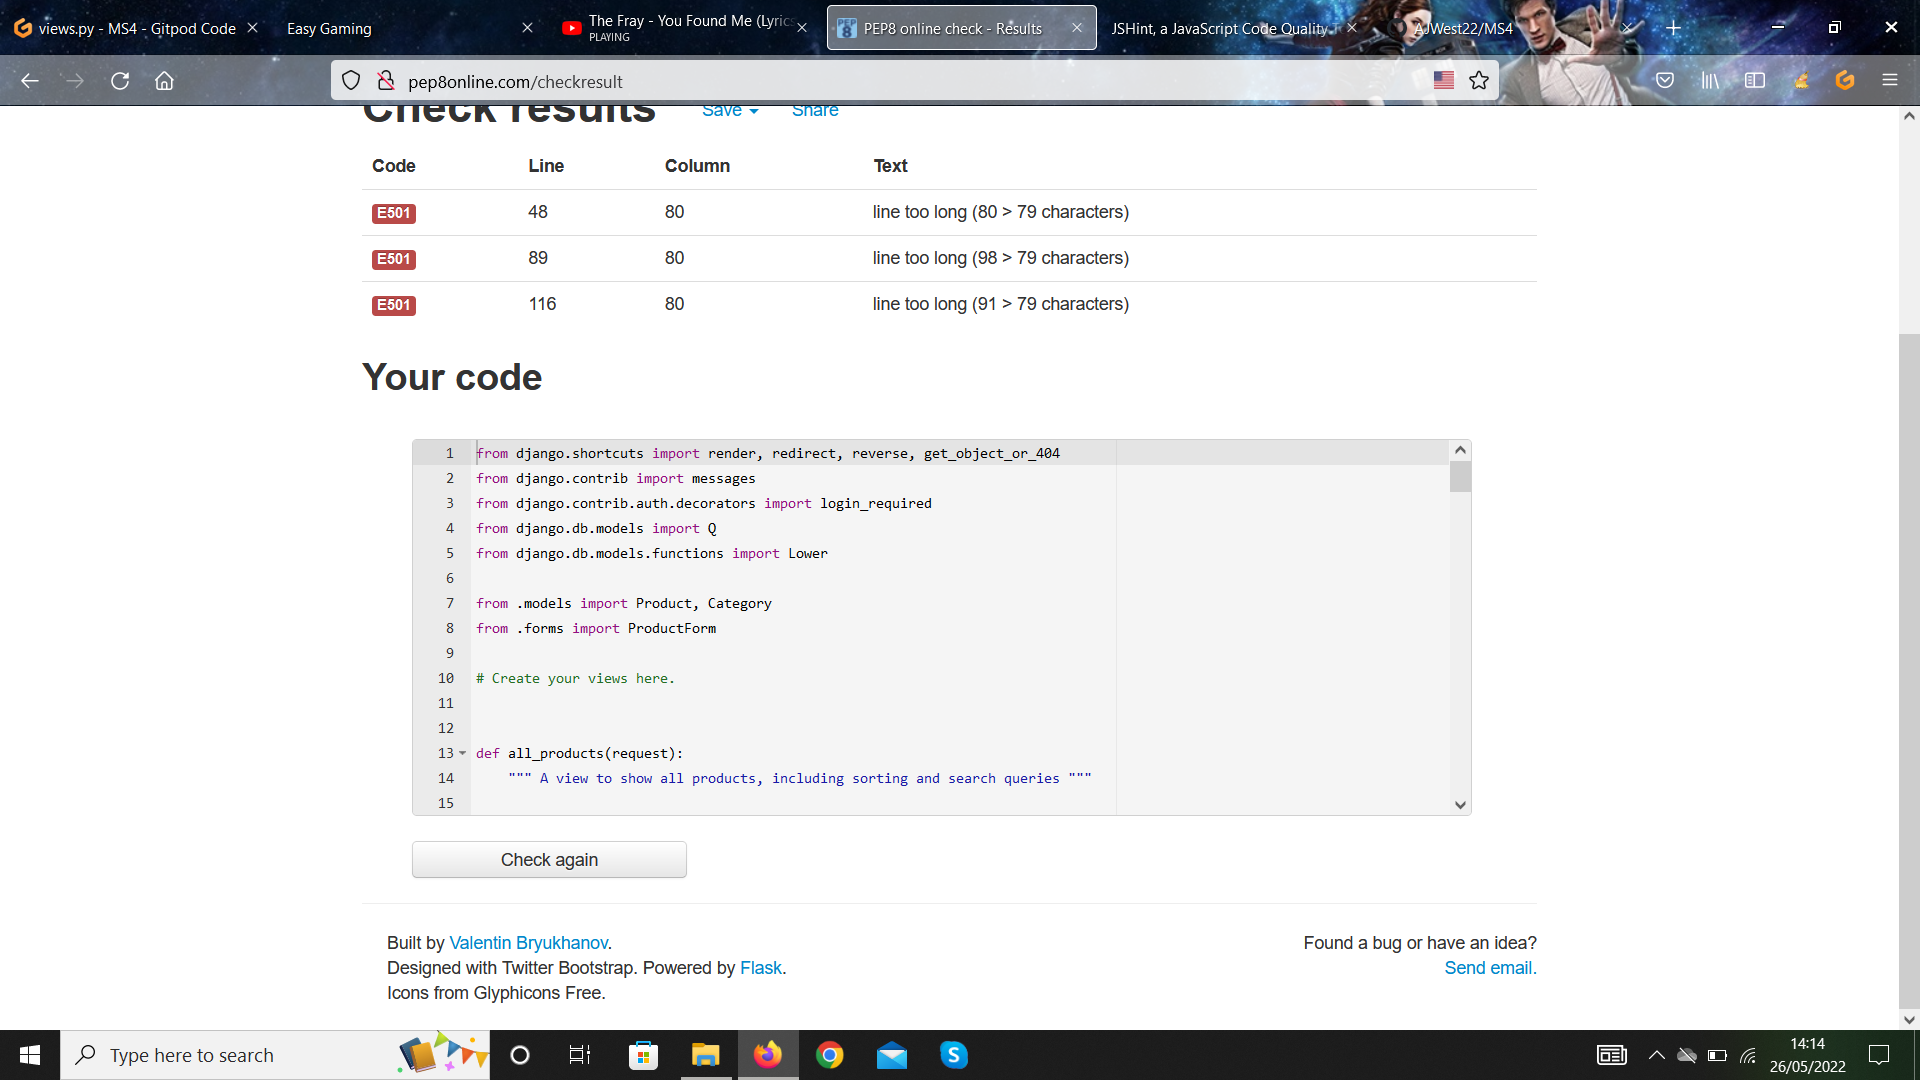 views.py - MS4 - Gitpod Code
Easy Gaming
The Fray - You Found Me (Lyrics
PLAYING
PEP8 online check - Results
JSHint, a JavaScript Code Quality T
AJWest22/MS4
pep8online.com/checkresult
Check results
Save
Share
Code Line Column Text
E501 48 80 line too long (80 > 79 characters)
E501 89 80 line too long (98 > 79 characters)
E501 116 80 line too long (91 > 79 characters)
Your code
1 from django.shortcuts import render, redirect, reverse, get_object_or_404
2 from django.contrib import messages
3 from django.contrib.auth.decorators import login_required
4 from django.db.models import Q
5 from django.db.models.functions import Lower
6
7 from .models import Product, Category
8 from .forms import ProductForm
9
10 # Create your views here.
11
12
13 def all_products(request):
14 """ A view to show all products, including sorting and search queries """
15
Check again
Built by Valentin Bryukhanov.
Designed with Twitter Bootstrap. Powered by Flask.
Icons from Glyphicons Free.
Found a bug or have an idea?
Send email.
Type here to search
14:14
26/05/2022